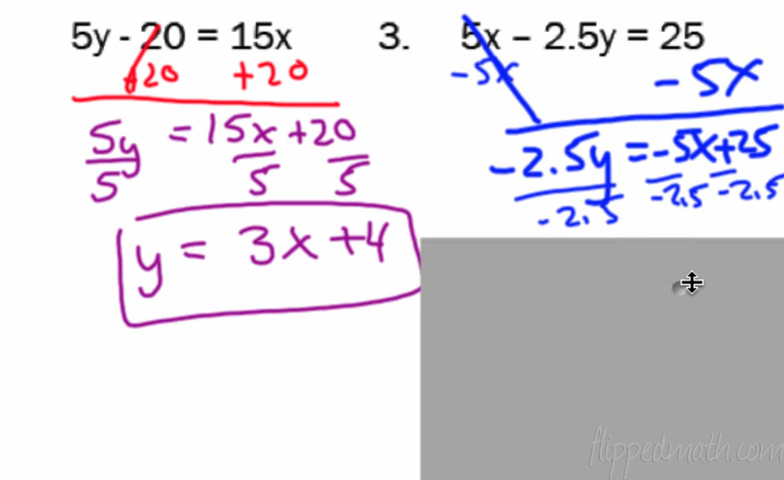 5y - 20 = 15x
+20 +20
5y = 15x + 20
5 5 5
y = 3x + 4
3. 5x – 2.5y = 25
-5x -5x
-2.5y = -5x + 25
-2.5 -2.5 -2.5
flippedmath.com